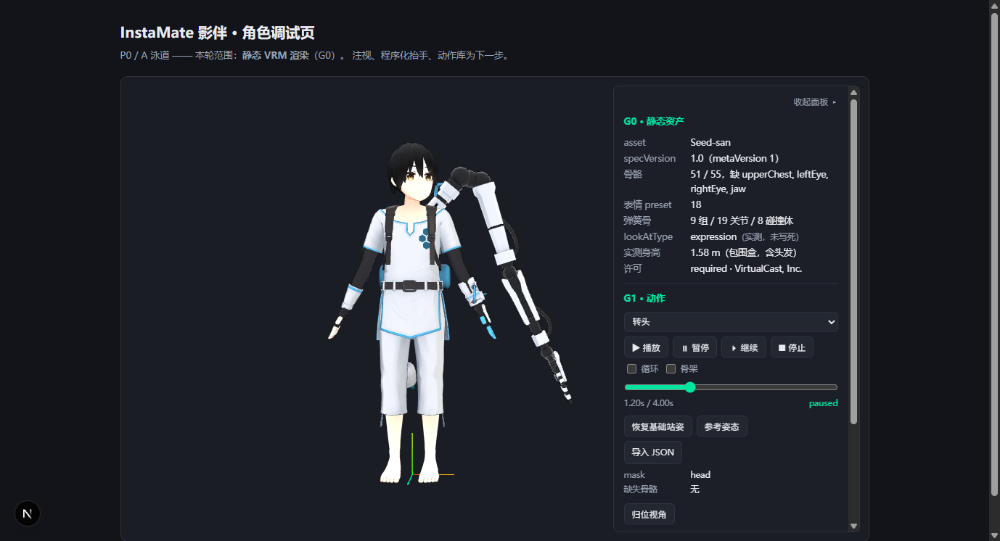 InstaMate 影伴 • 角色调试页
P0 / A 泳道 —— 本轮范围：静态 VRM 渲染（G0）。 注视、程序化抬手、动作库为下一步。
收起面板 ▸
G0 • 静态资产
asset Seed-san
specVersion 1.0（metaVersion 1）
骨骼 51 / 55，缺 upperChest, leftEye,
rightEye, jaw
表情 preset 18
弹簧骨 9 组 / 19 关节 / 8 碰撞体
lookAtType expression（实测，未写死）
实测身高 1.58 m（包围盒，含头发）
许可 required · VirtualCast, Inc.
G1 • 动作
转头
▶ 播放 ⏸ 暂停 ⏵ 继续 ■ 停止
循环 骨架
1.20s / 4.00s paused
恢复基础站姿 参考姿态
导入 JSON
mask head
缺失骨骼 无
归位视角
N